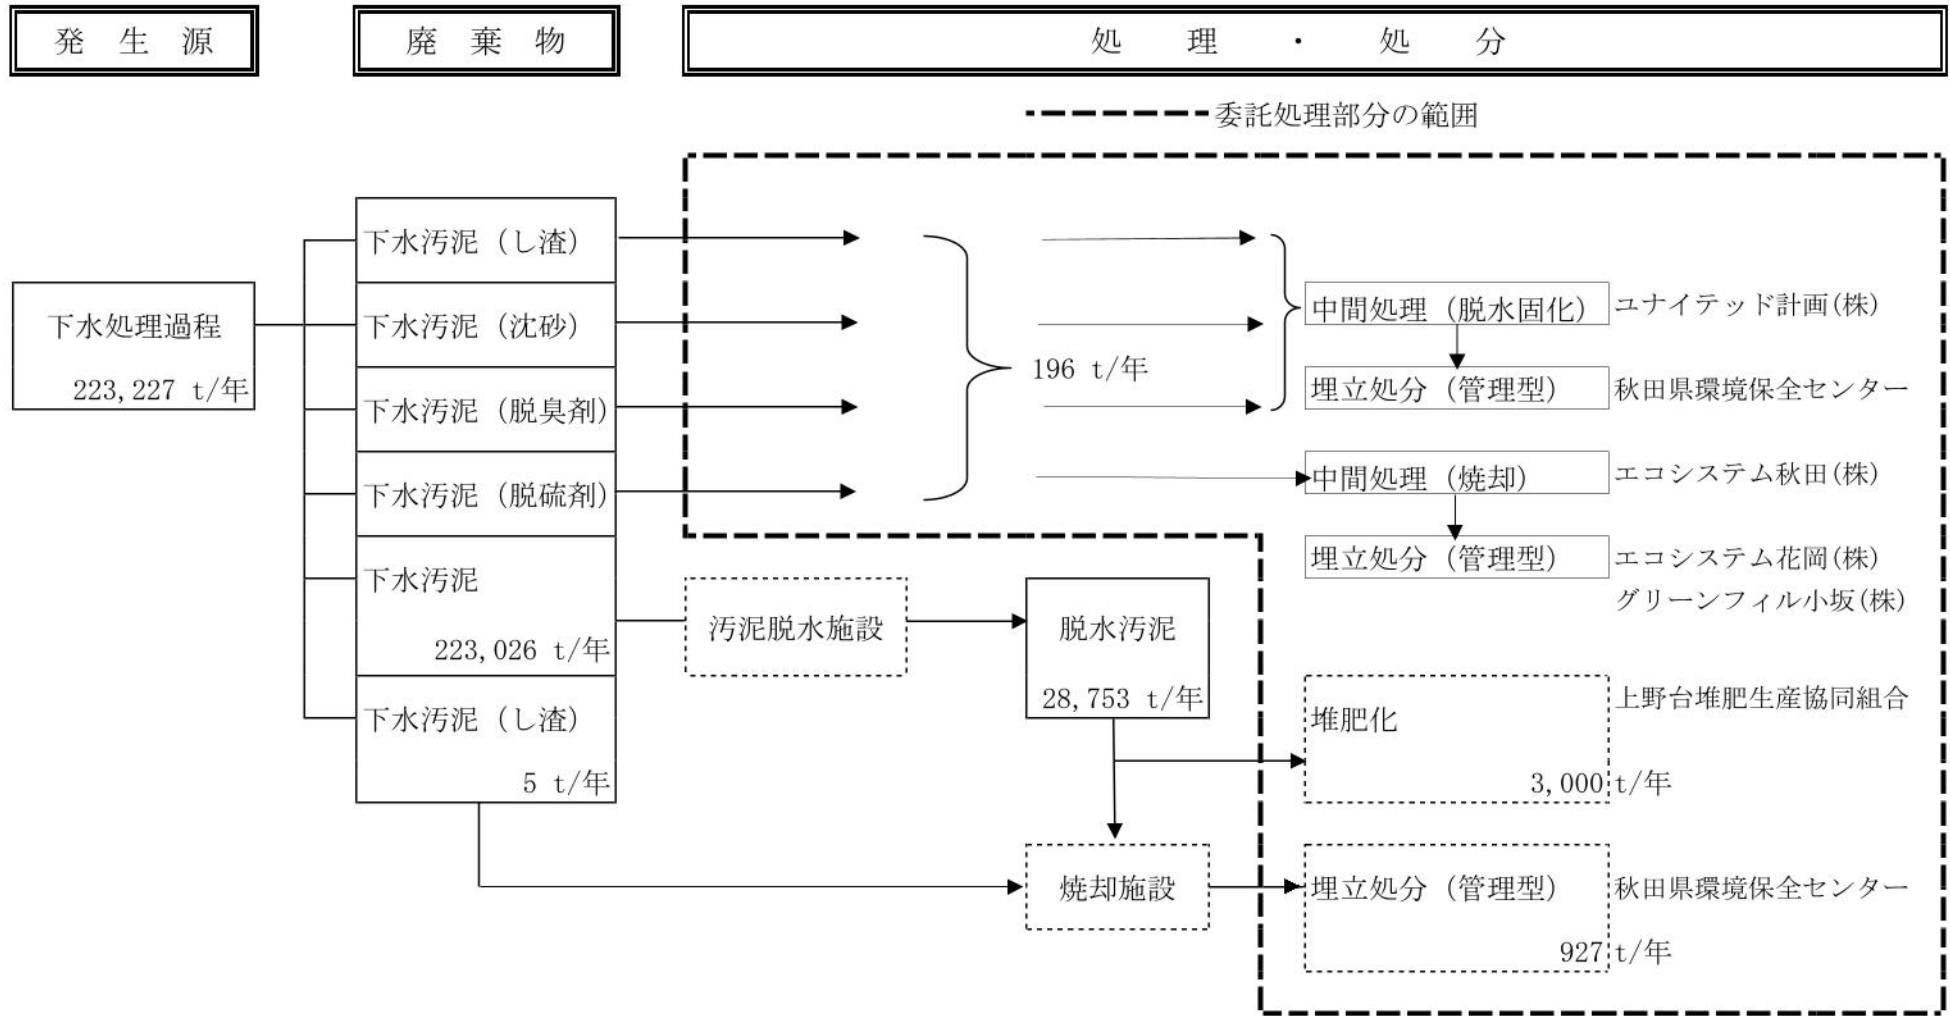 発生源
廃棄物
処理・処分
委託処理部分の範囲
下水処理過程
223,227 t/年
下水汚泥（し渣）
下水汚泥（沈砂）
下水汚泥（脱臭剤）
下水汚泥（脱硫剤）
下水汚泥
223,026 t/年
下水汚泥（し渣）
5 t/年
196 t/年
中間処理（脱水固化）
ユナイテッド計画(株)
埋立処分（管理型）
秋田県環境保全センター
中間処理（焼却）
エコシステム秋田(株)
埋立処分（管理型）
エコシステム花岡(株)
グリーンフィル小坂(株)
汚泥脱水施設
脱水汚泥
28,753 t/年
堆肥化
上野台堆肥生産協同組合
3,000 t/年
焼却施設
埋立処分（管理型）
秋田県環境保全センター
927 t/年